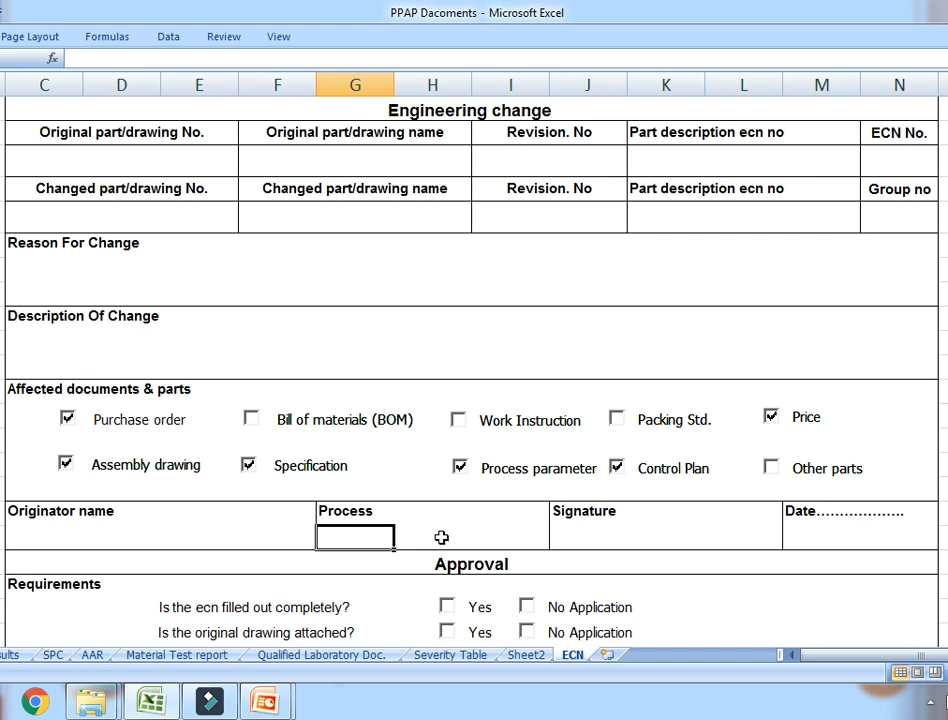 PPAP Dacoments - Microsoft Excel
Page Layout Formulas Data Review View
fx
C D E F G H I J K L M N
Engineering change
Original part/drawing No. Original part/drawing name Revision. No Part description ecn no ECN No.
Changed part/drawing No. Changed part/drawing name Revision. No Part description ecn no Group no
Reason For Change
Description Of Change
Affected documents & parts
Purchase order Bil of materials (BOM) Work Instruction Packing Std. Price
Assembly drawing Specification Process parameter Control Plan Other parts
Originator name Process Signature Date……………….
Approval
Requirements
Is the ecn filled out completely? Yes No Application
Is the original drawing attached? Yes No Application
SPC AAR Material Test report Qualified Laboratory Doc. Severity Table Sheet2 ECN